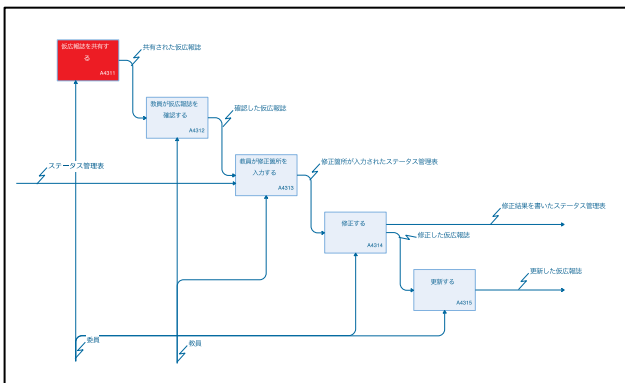 仮広報誌を共有す
る
A4311
共有された仮広報誌
教員が仮広報誌を
確認する
A4312
確認した仮広報誌
ステータス管理表
教員が修正箇所を
入力する
A4313
修正箇所が入力されたステータス管理表
修正する
A4314
修正結果を書いたステータス管理表
修正した仮広報誌
更新する
A4315
更新した仮広報誌
委員
教員